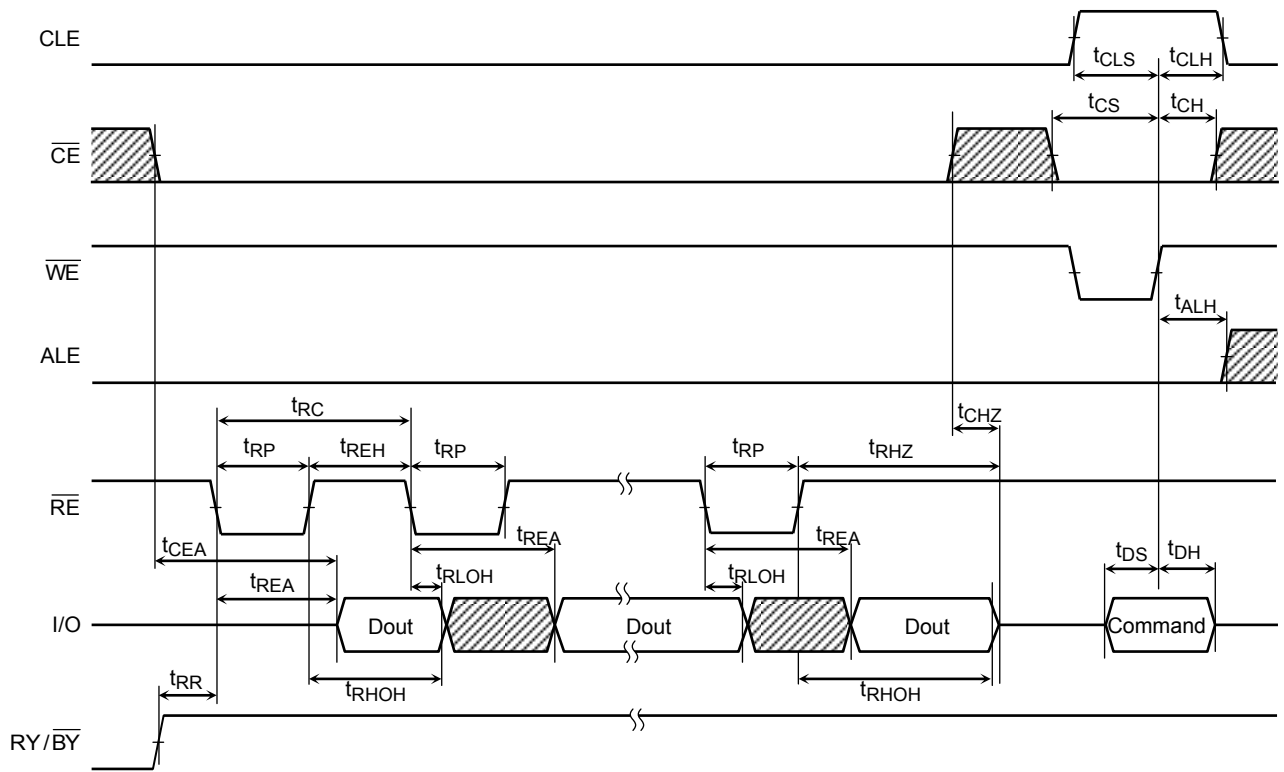 CLE
tCLS tCLH
tCS tCH
CE
WE
tALH
ALE
tRC
tCHZ
tRP tREH tRP tRP tRHZ
RE
tCEA tREA tREA tDS tDH
tREA tRLOH tRLOH
I/O Dout Dout Dout Command
tRR tRHOH tRHOH
RY/BY